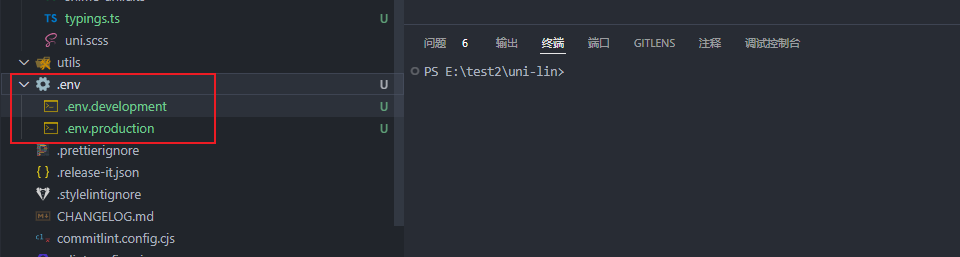 typings.ts U
uni.scss
utils
.env U
.env.development U
.env.production U
.prettierignore
.release-it.json
.stylelintignore
CHANGELOG.md
commitlint.config.cjs
问题 6 输出 终端 端口 GITLENS 注释 调试控制台
PS E:\test2\uni-lin>